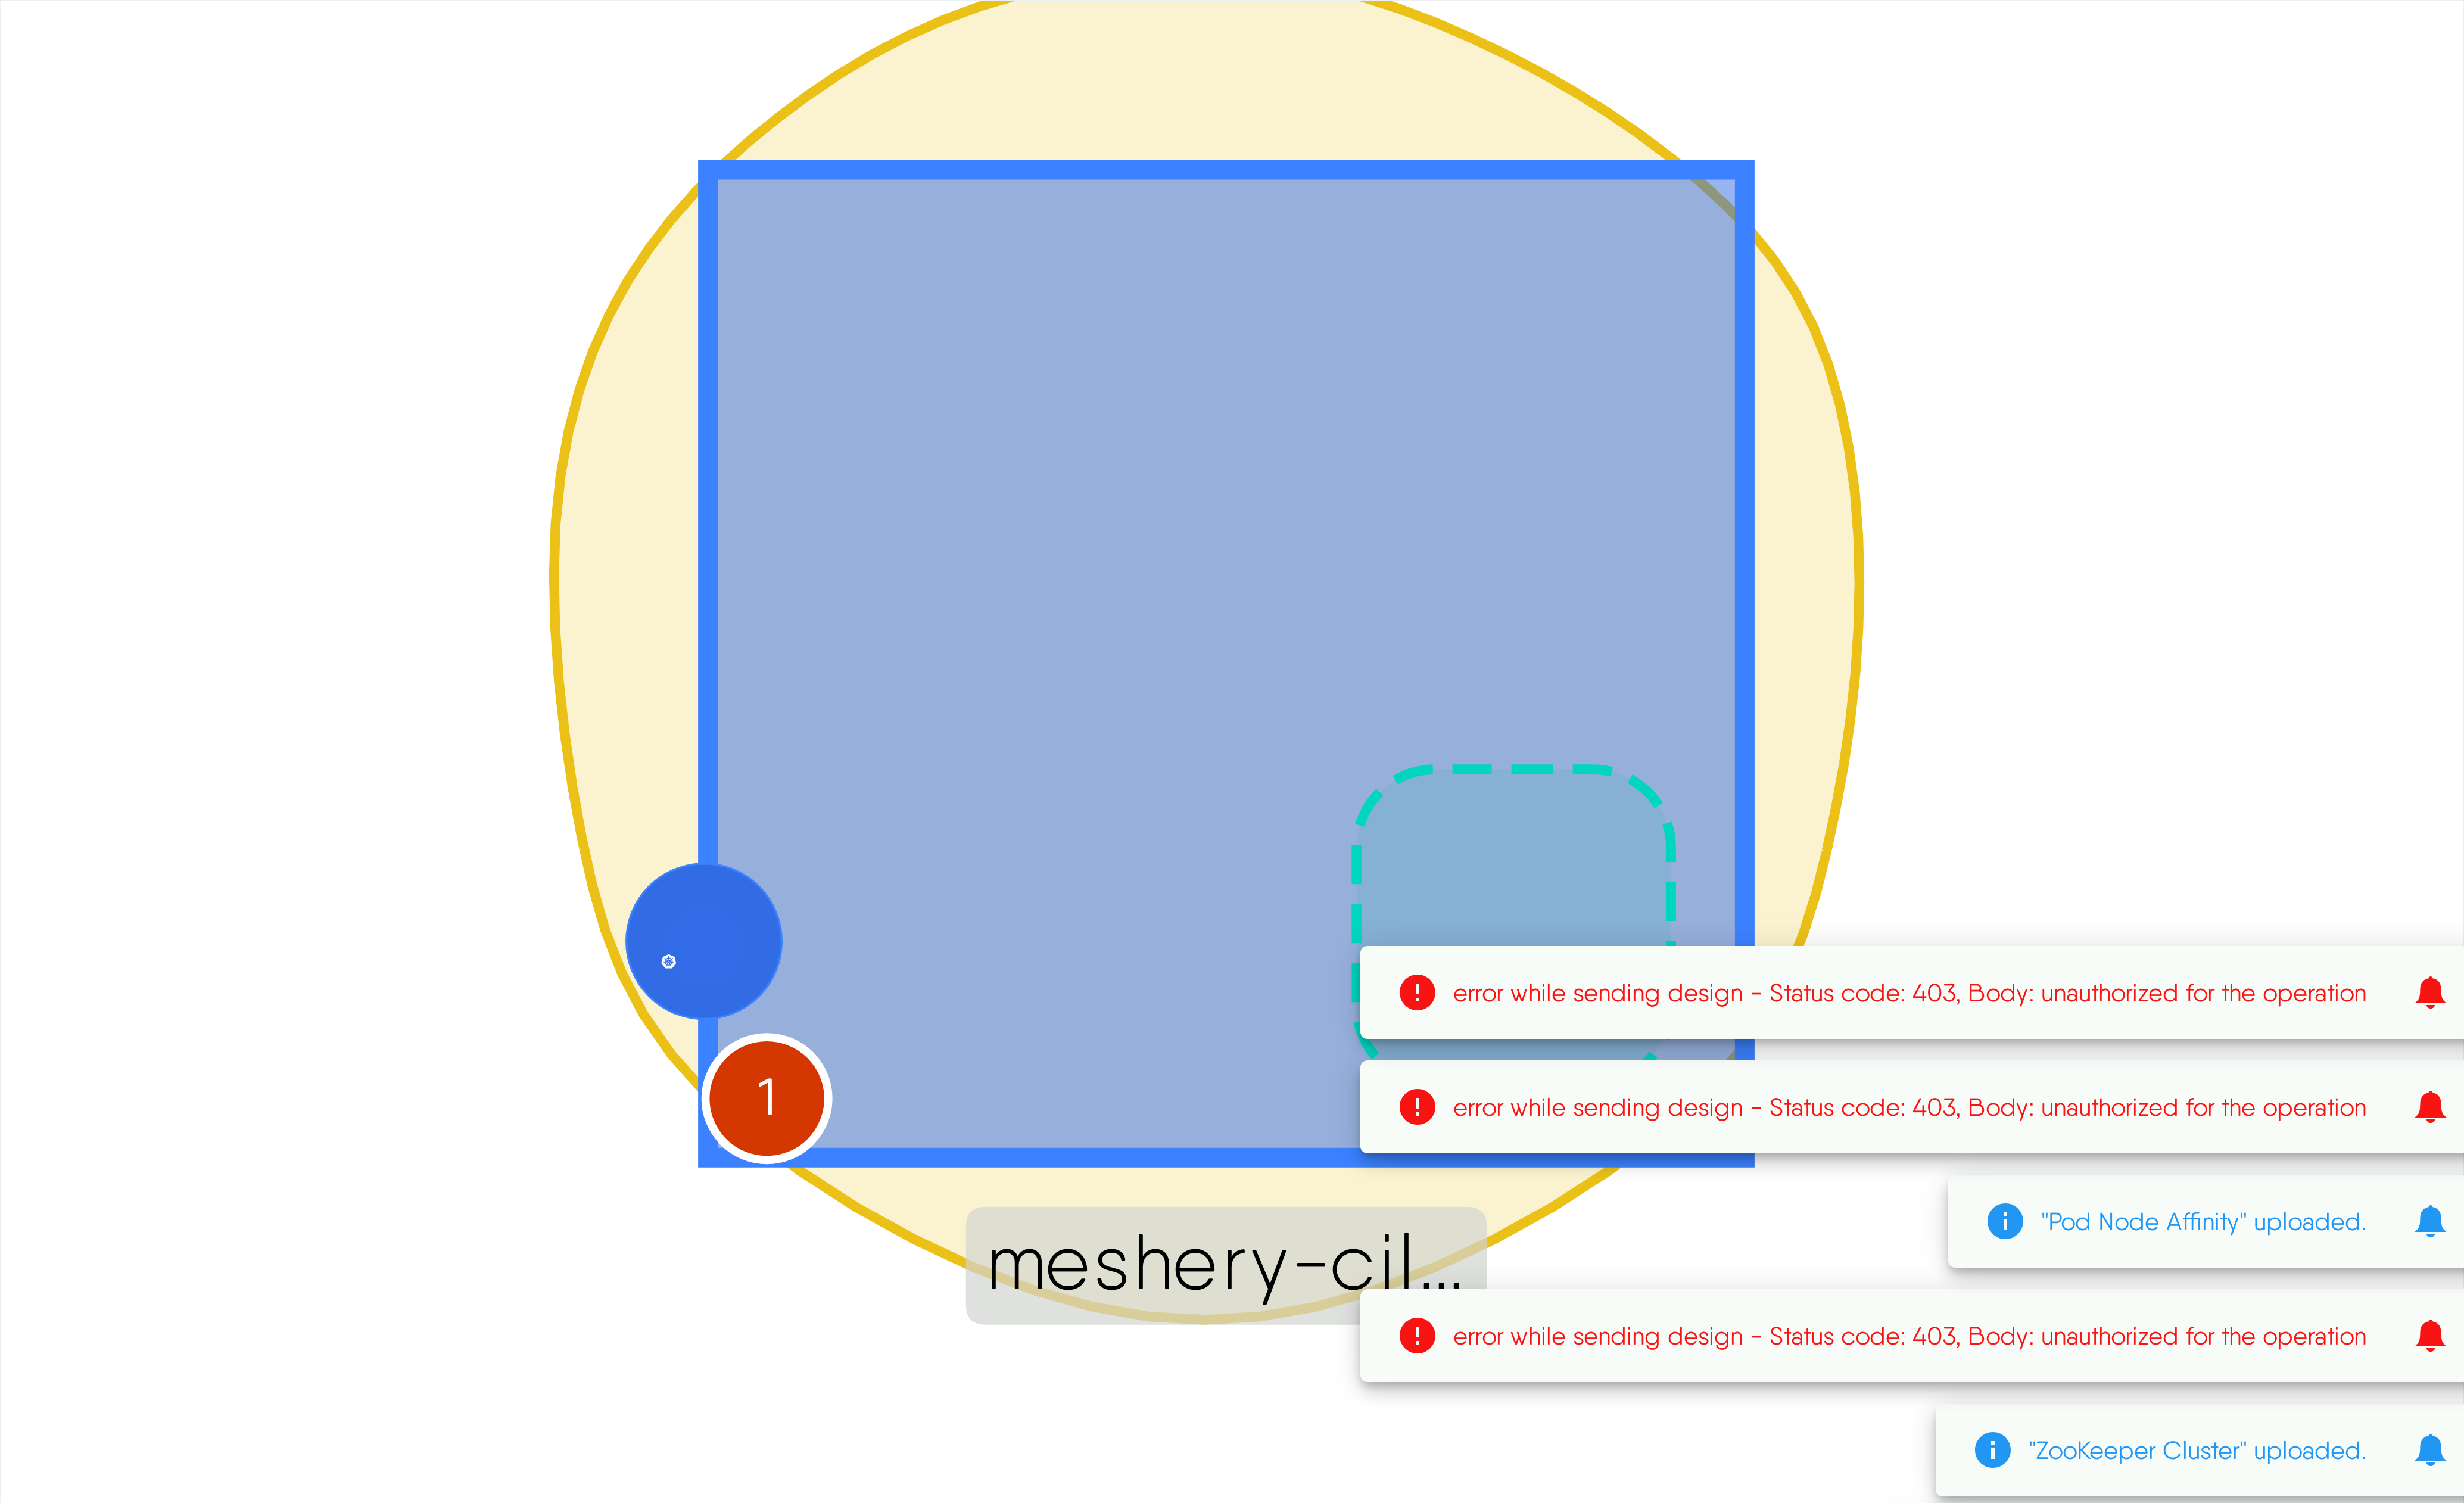 error while sending design - Status code: 403, Body: unauthorized for the operation
1
error while sending design - Status code: 403, Body: unauthorized for the operation
"Pod Node Affinity" uploaded.
meshery-cil...
error while sending design - Status code: 403, Body: unauthorized for the operation
"ZooKeeper Cluster" uploaded.